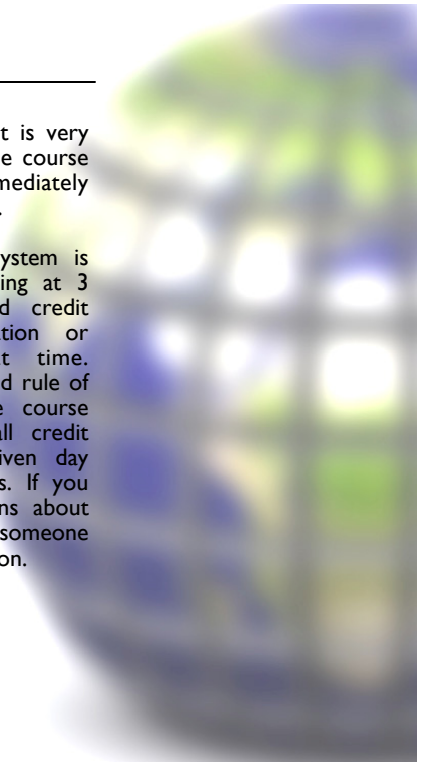 t is very
e course
mediately
.
ystem is
ing at 3
d credit
tion or
t time.
d rule of
e course
all credit
iven day
s. If you
ns about
someone
on.